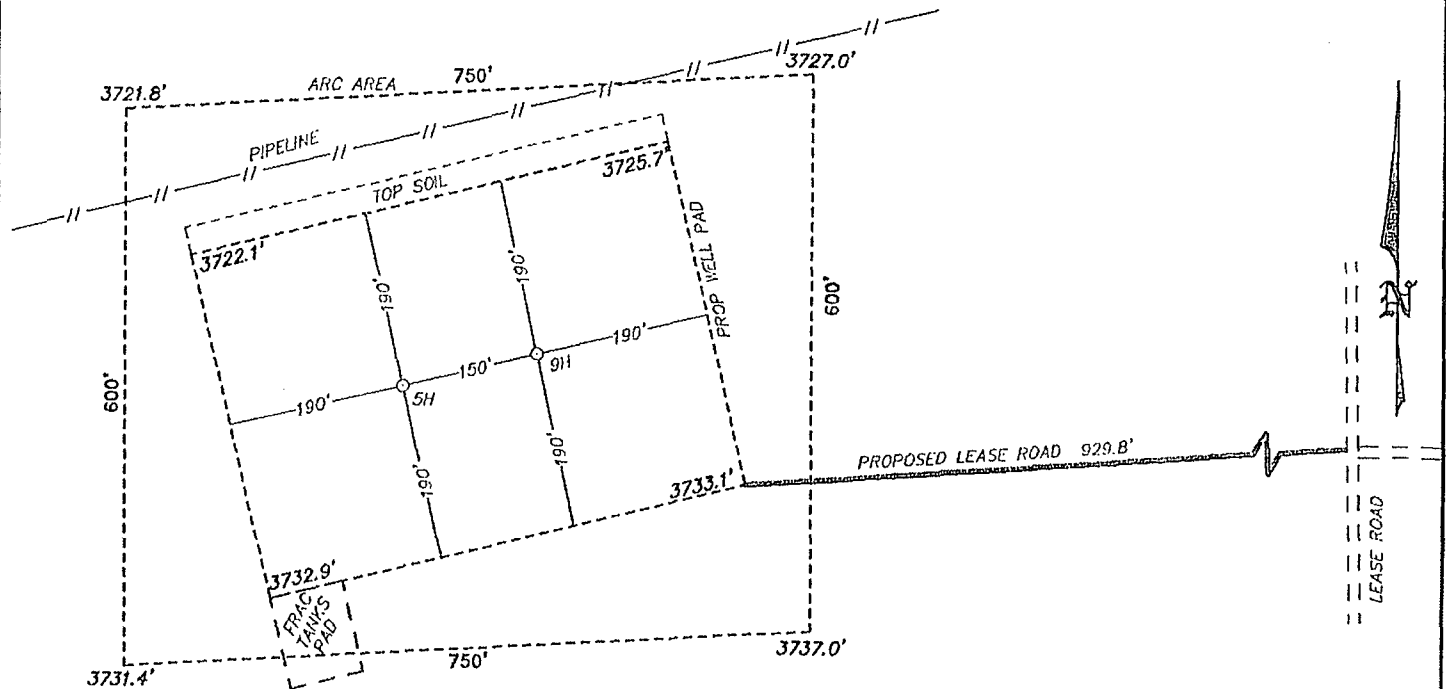 3721.8'
ARC AREA
750'
3727.0'
PIPELINE
TOP SOIL
3722.1'
3725.7'
190'
190'
PROP WELL PAD
600'
600'
190'
5H
150'
9H
190'
190'
190'
PROPOSED LEASE ROAD 929.8'
3732.9'
3733.1'
FRAC
TANKS
PAD
3731.4'
750'
3737.0'
N
LEASE ROAD